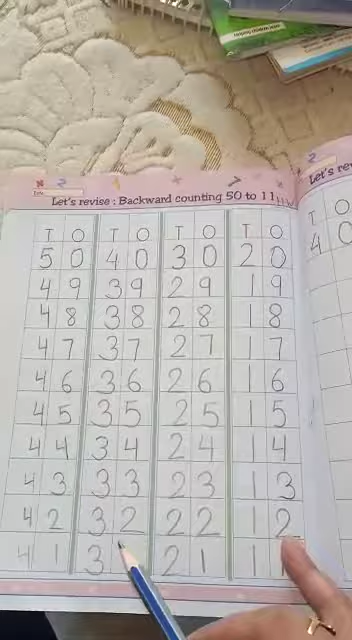 Let's revise : Backward counting 50 to 11
T O T O T O T O
5 0 4 0 3 0 2 0
4 9 3 9 2 9 1 9
4 8 3 8 2 8 1 8
4 7 3 7 2 7 1 7
4 6 3 6 2 6 1 6
4 5 3 5 2 5 1 5
4 4 3 4 2 4 1 4
4 3 3 3 2 3 1 3
4 2 3 2 2 2 1 2
4 1 3 2 1 1
Let's re
T O
4 0